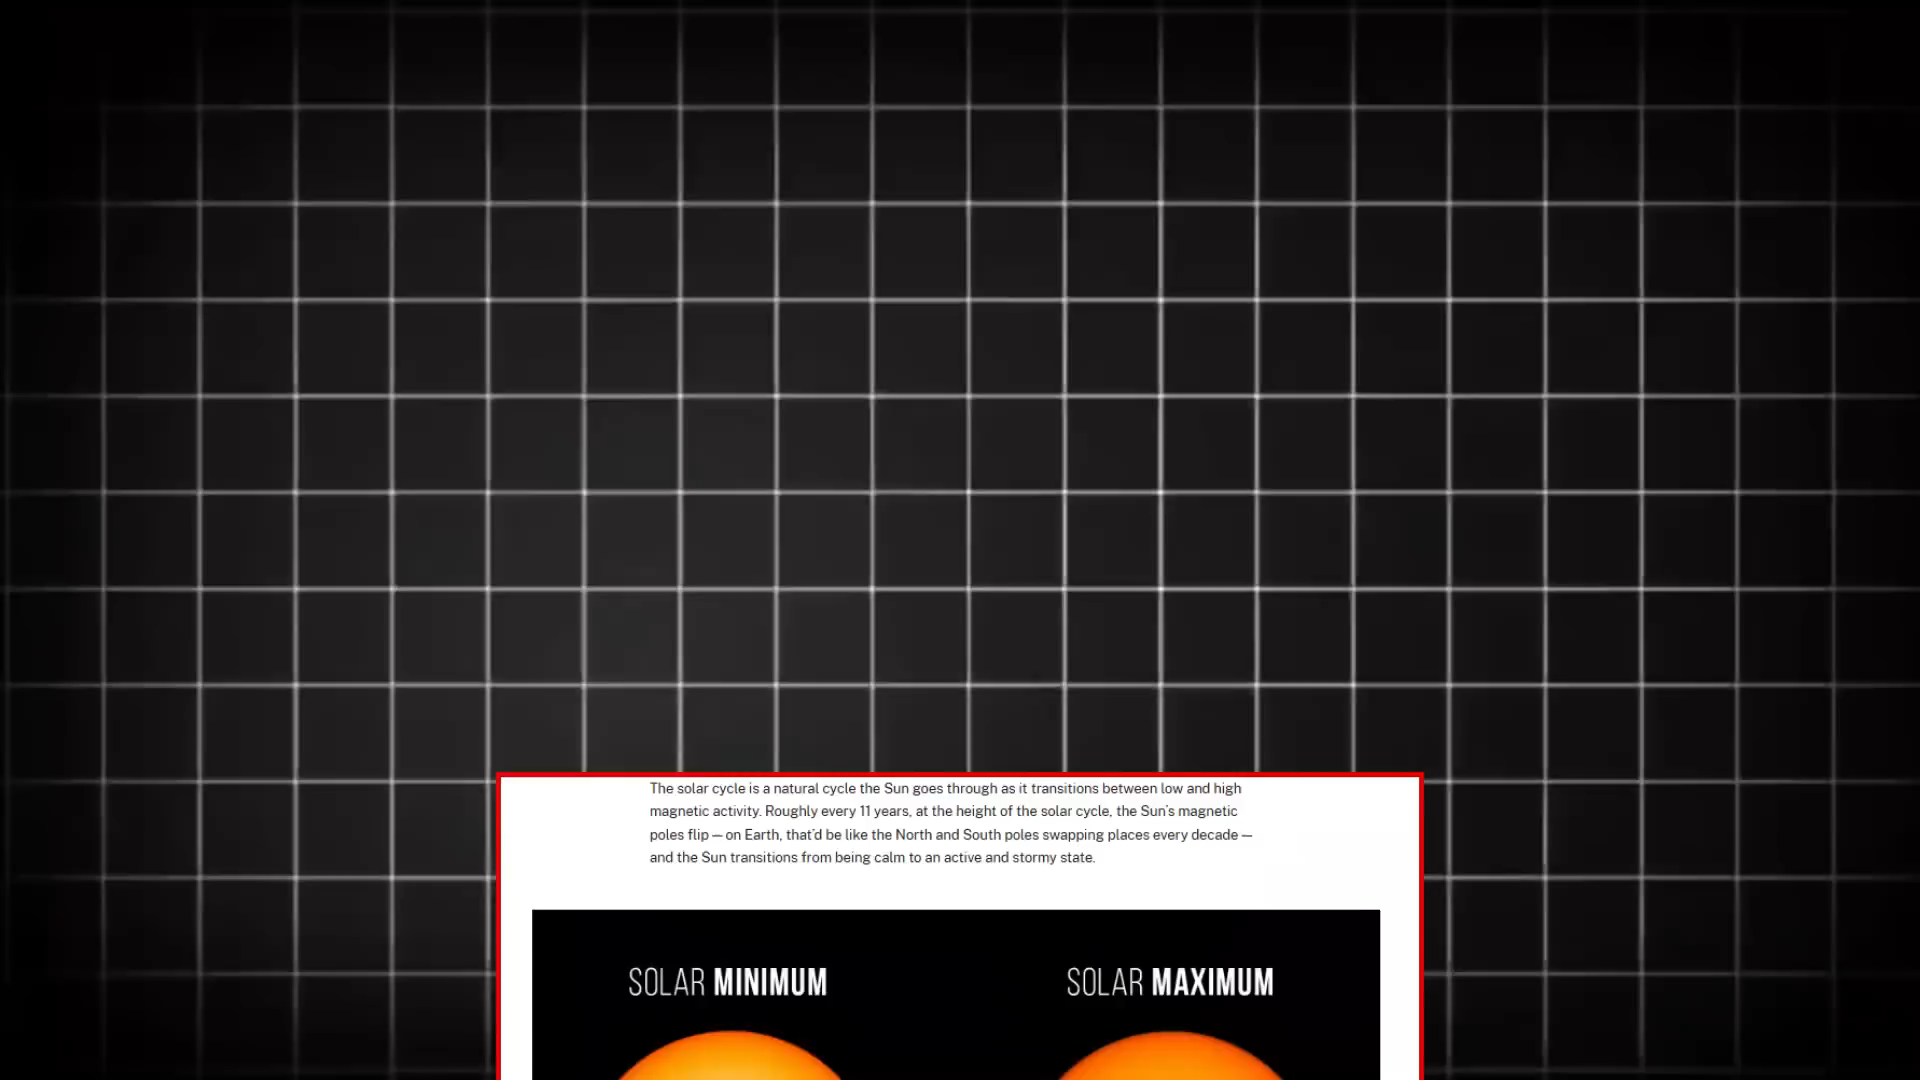 The solar cycle is a natural cycle the Sun goes through as it transitions between low and high
magnetic activity. Roughly every 11 years, at the height of the solar cycle, the Sun's magnetic
poles flip — on Earth, that'd be like the North and South poles swapping places every decade —
and the Sun transitions from being calm to an active and stormy state.
SOLAR MINIMUM
SOLAR MAXIMUM